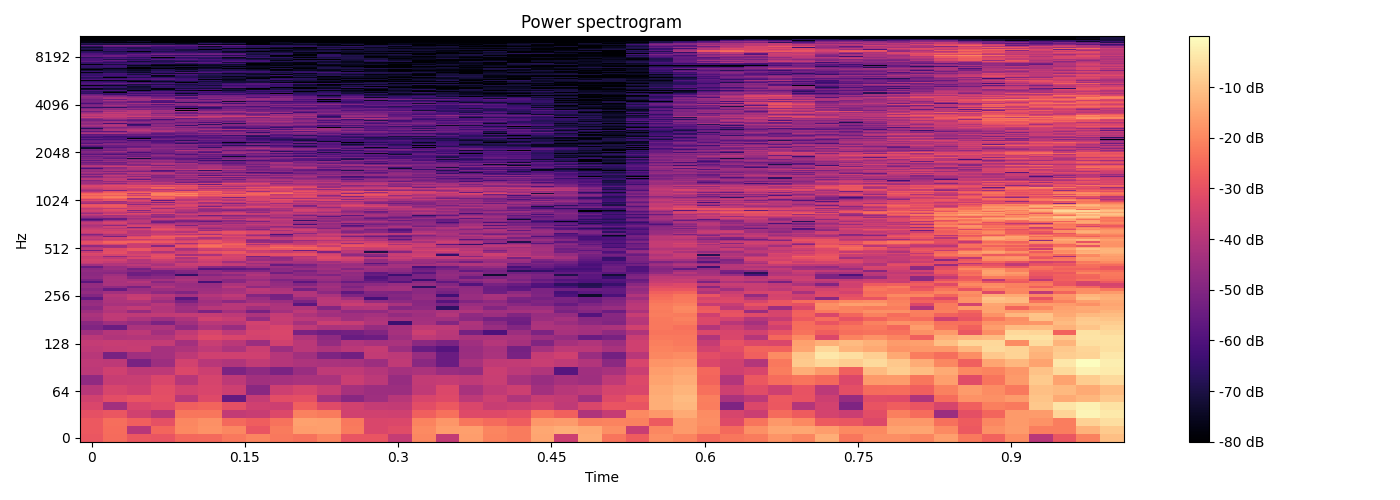 Power spectrogram
8192
4096
2048
1024
512
256
128
64
0
Hz
0 0.15 0.3 0.45 0.6 0.75 0.9
Time
-10 dB
-20 dB
-30 dB
-40 dB
-50 dB
-60 dB
-70 dB
-80 dB